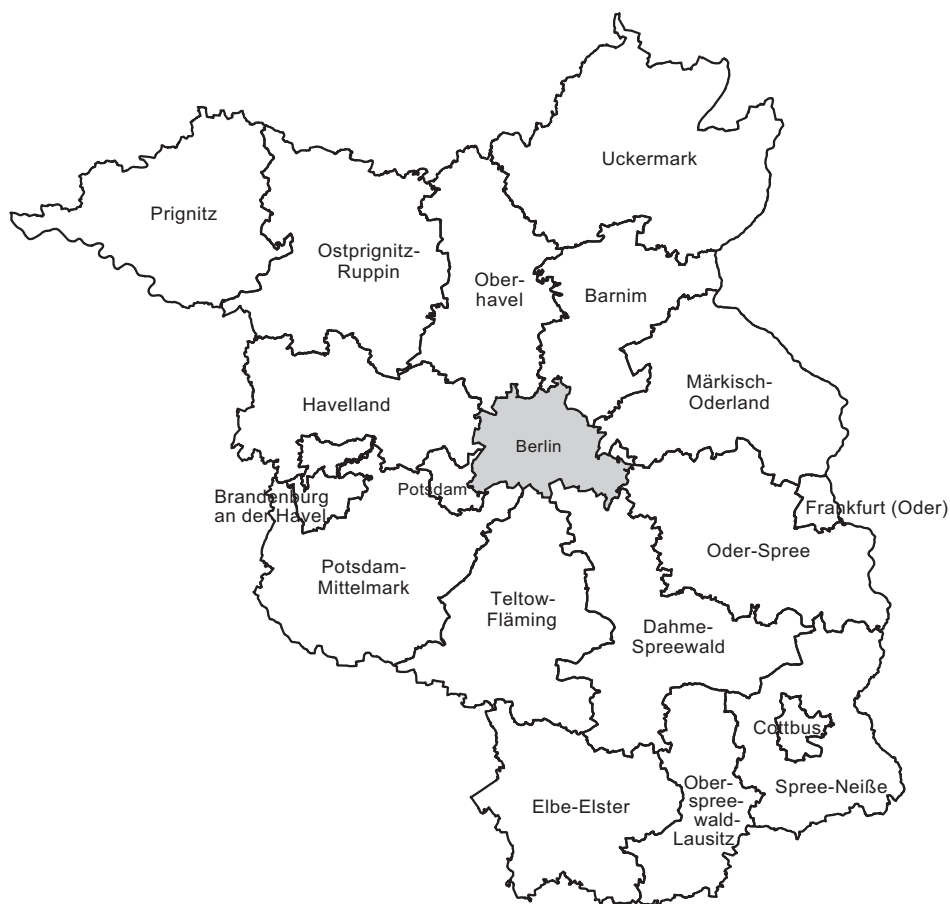 Uckermark
Prignitz
Ostprignitz-
Ruppin
Ober-
havel
Barnim
Märkisch-
Oderland
Havelland
Berlin
Potsdam
Brandenburg
an der Havel
Frankfurt (Oder)
Oder-Spree
Potsdam-
Mittelmark
Teltow-
Fläming
Dahme-
Spreewald
Cottbus
Spree-Neiße
Elbe-Elster
Ober-
spree-
wald-
Lausitz